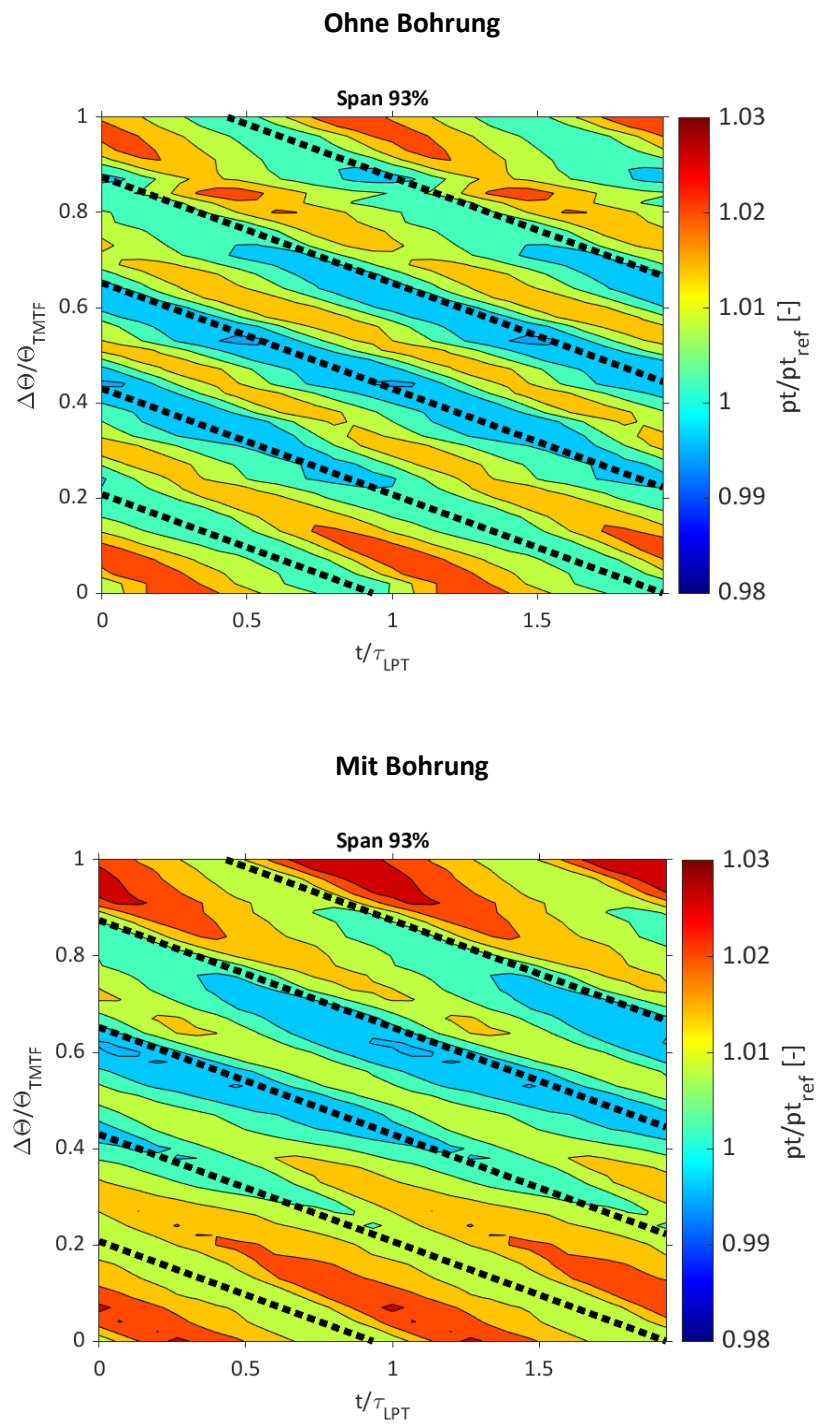 Ohne Bohrung
Span 93%
1
0.8
0.6
0.4
0.2
0
ΔΘ/Θ_TMTF
0 0.5 1 1.5
t/τ_LPT
1.03
1.02
1.01
1
0.99
0.98
pt/pt_ref [-]
Mit Bohrung
Span 93%
1
0.8
0.6
0.4
0.2
0
ΔΘ/Θ_TMTF
0 0.5 1 1.5
t/τ_LPT
1.03
1.02
1.01
1
0.99
0.98
pt/pt_ref [-]